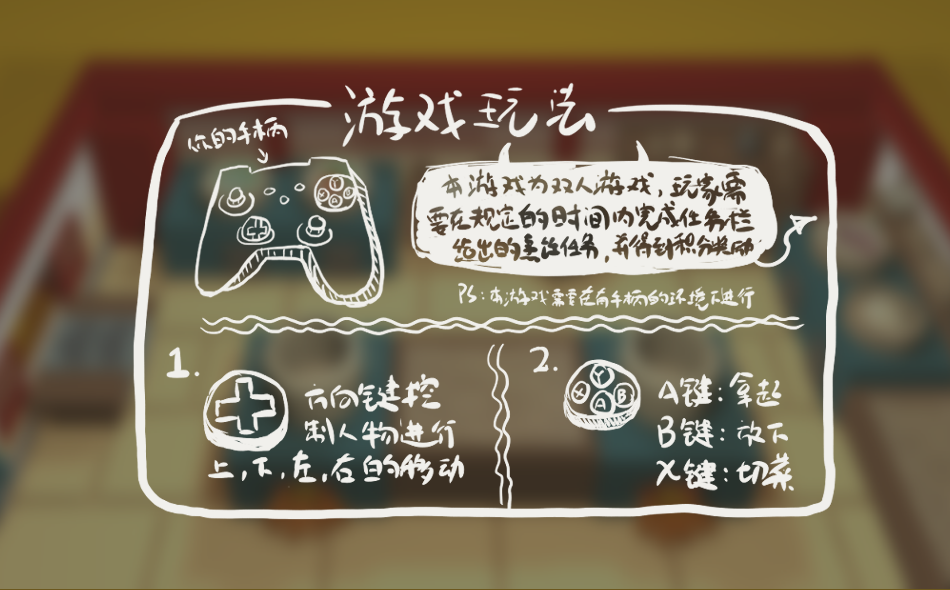 游戏玩法
你的手柄
本游戏为双人游戏，玩家需
要在规定的时间内完成任务栏
给出的烹饪任务，并得到积分奖励
PS：本游戏需要在有手柄的环境下进行
1.
方向键控
制人物进行
上，下，左，右的移动
2.
Y
X
B
A
A键：拿起
B键：放下
X键：切菜